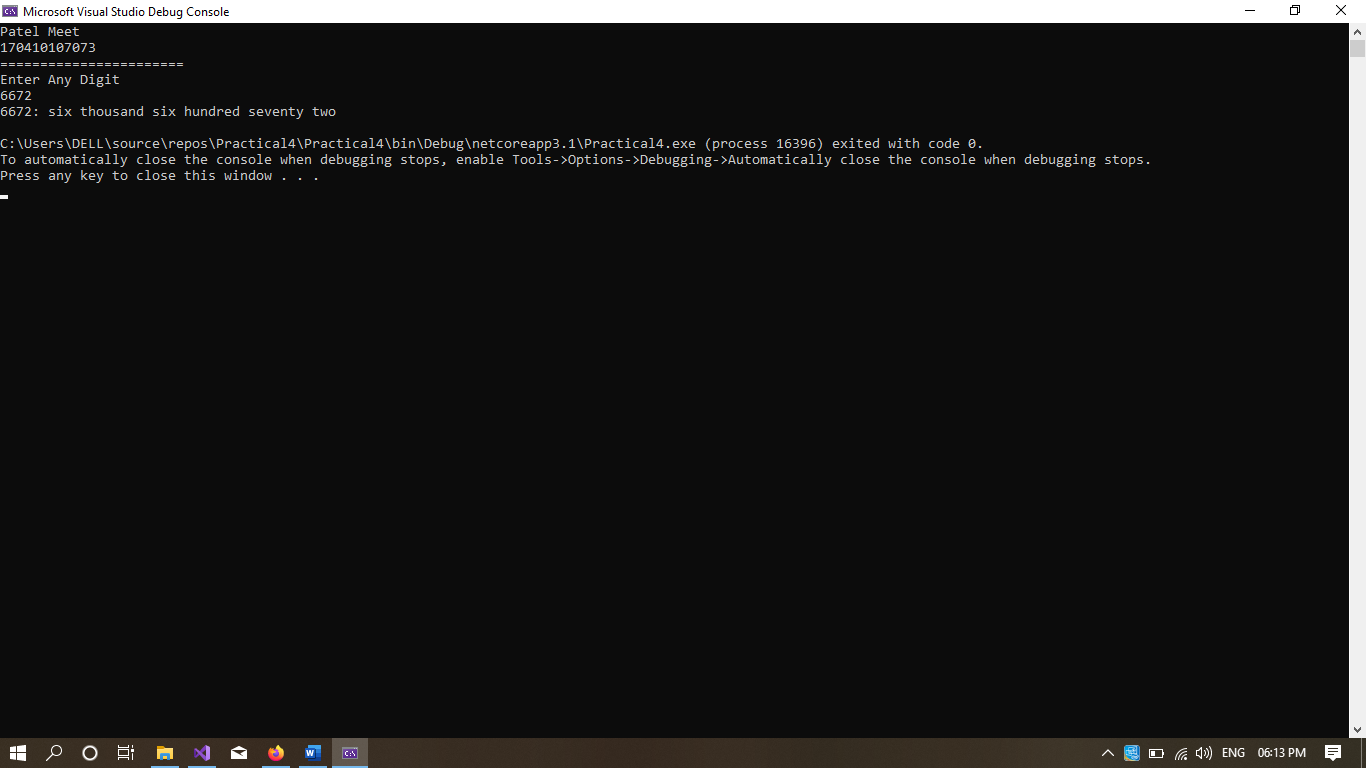 Microsoft Visual Studio Debug Console
Patel Meet
170410107073
=======================
Enter Any Digit
6672
6672: six thousand six hundred seventy two
C:\Users\DELL\source\repos\Practical4\Practical4\bin\Debug\netcoreapp3.1\Practical4.exe (process 16396) exited with code 0.
To automatically close the console when debugging stops, enable Tools->Options->Debugging->Automatically close the console when debugging stops.
Press any key to close this window . . .
ENG 06:13 PM